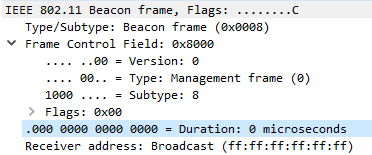 IEEE 802.11 Beacon frame, Flags: ........C
Type/Subtype: Beacon frame (0x0008)
Frame Control Field: 0x8000
.... ..00 = Version: 0
.... 00.. = Type: Management frame (0)
1000 .... = Subtype: 8
Flags: 0x00
.000 0000 0000 0000 = Duration: 0 microseconds
Receiver address: Broadcast (ff:ff:ff:ff:ff:ff)